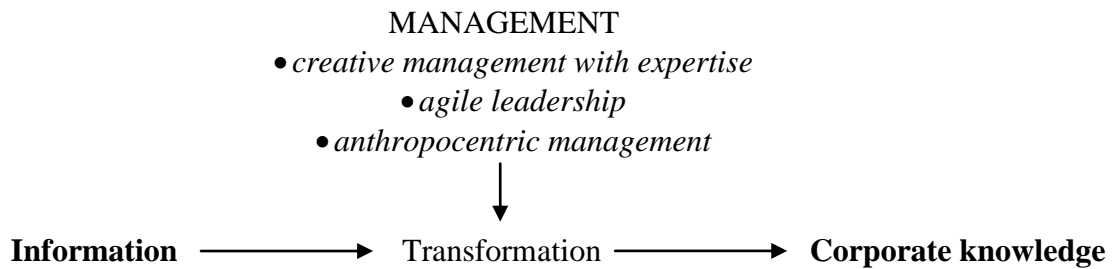 MANAGEMENT
• creative management with expertise
• agile leadership
• anthropocentric management
Information Transformation Corporate knowledge